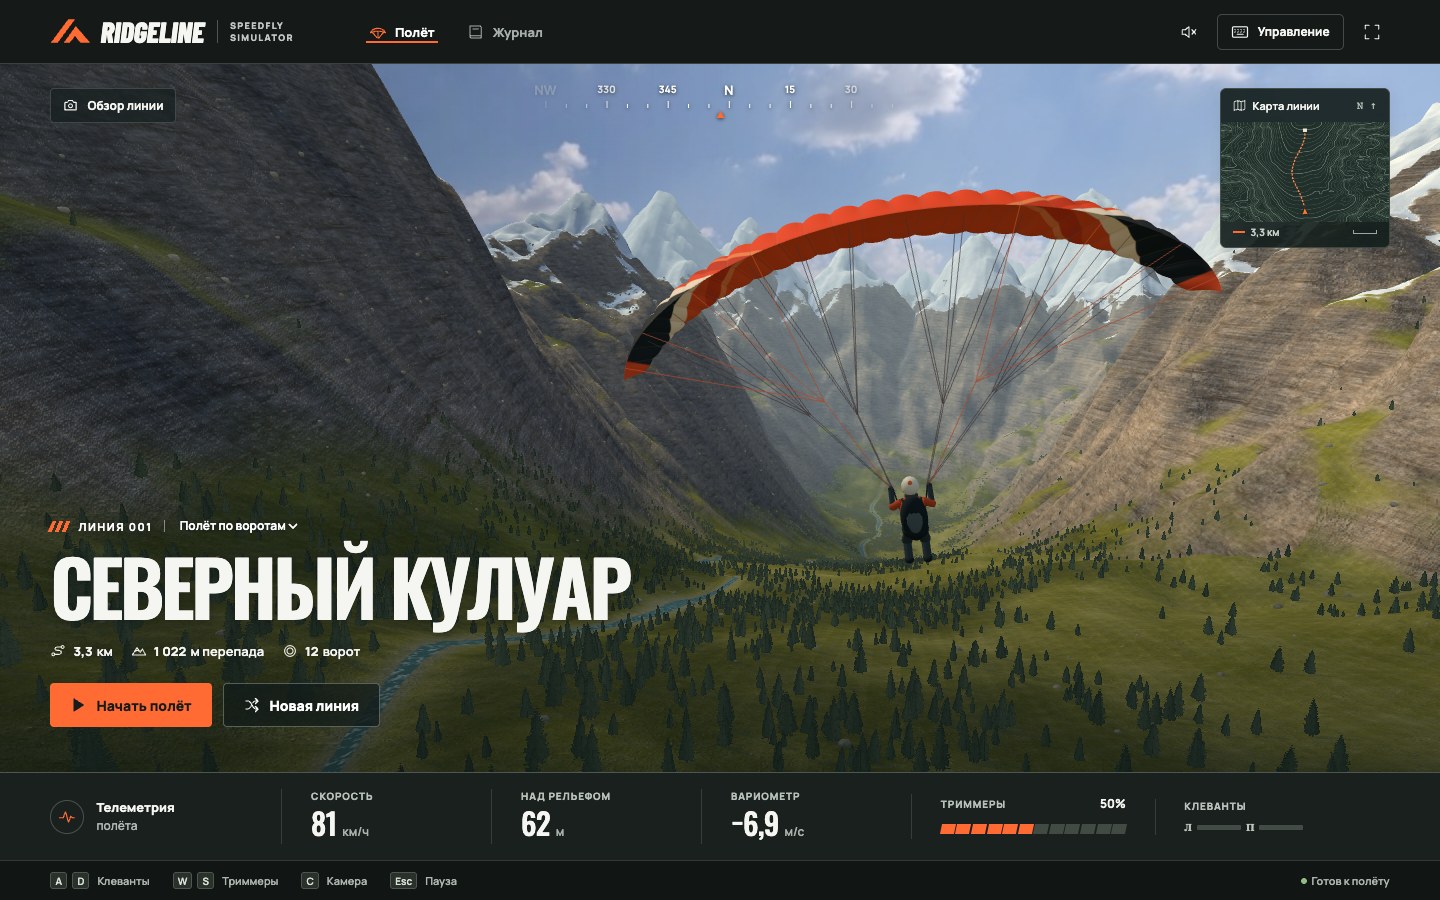 RIDGELINE
SPEEDFLY
SIMULATOR
Полёт
Журнал
Управление
Обзор линии
NW 330 345 N 15 30
Карта линии N ↑
3,3 км
ЛИНИЯ 001 Полёт по воротам
СЕВЕРНЫЙ КУЛУАР
3,3 км 1 022 м перепада 12 ворот
Начать полёт
Новая линия
Телеметрия
полёта
СКОРОСТЬ
81 км/ч
НАД РЕЛЬЕФОМ
62 м
ВАРИОМЕТР
−6,9 м/с
ТРИММЕРЫ 50%
КЛЕВАНТЫ
Л П
A D Клеванты W S Триммеры C Камера Esc Пауза
Готов к полёту